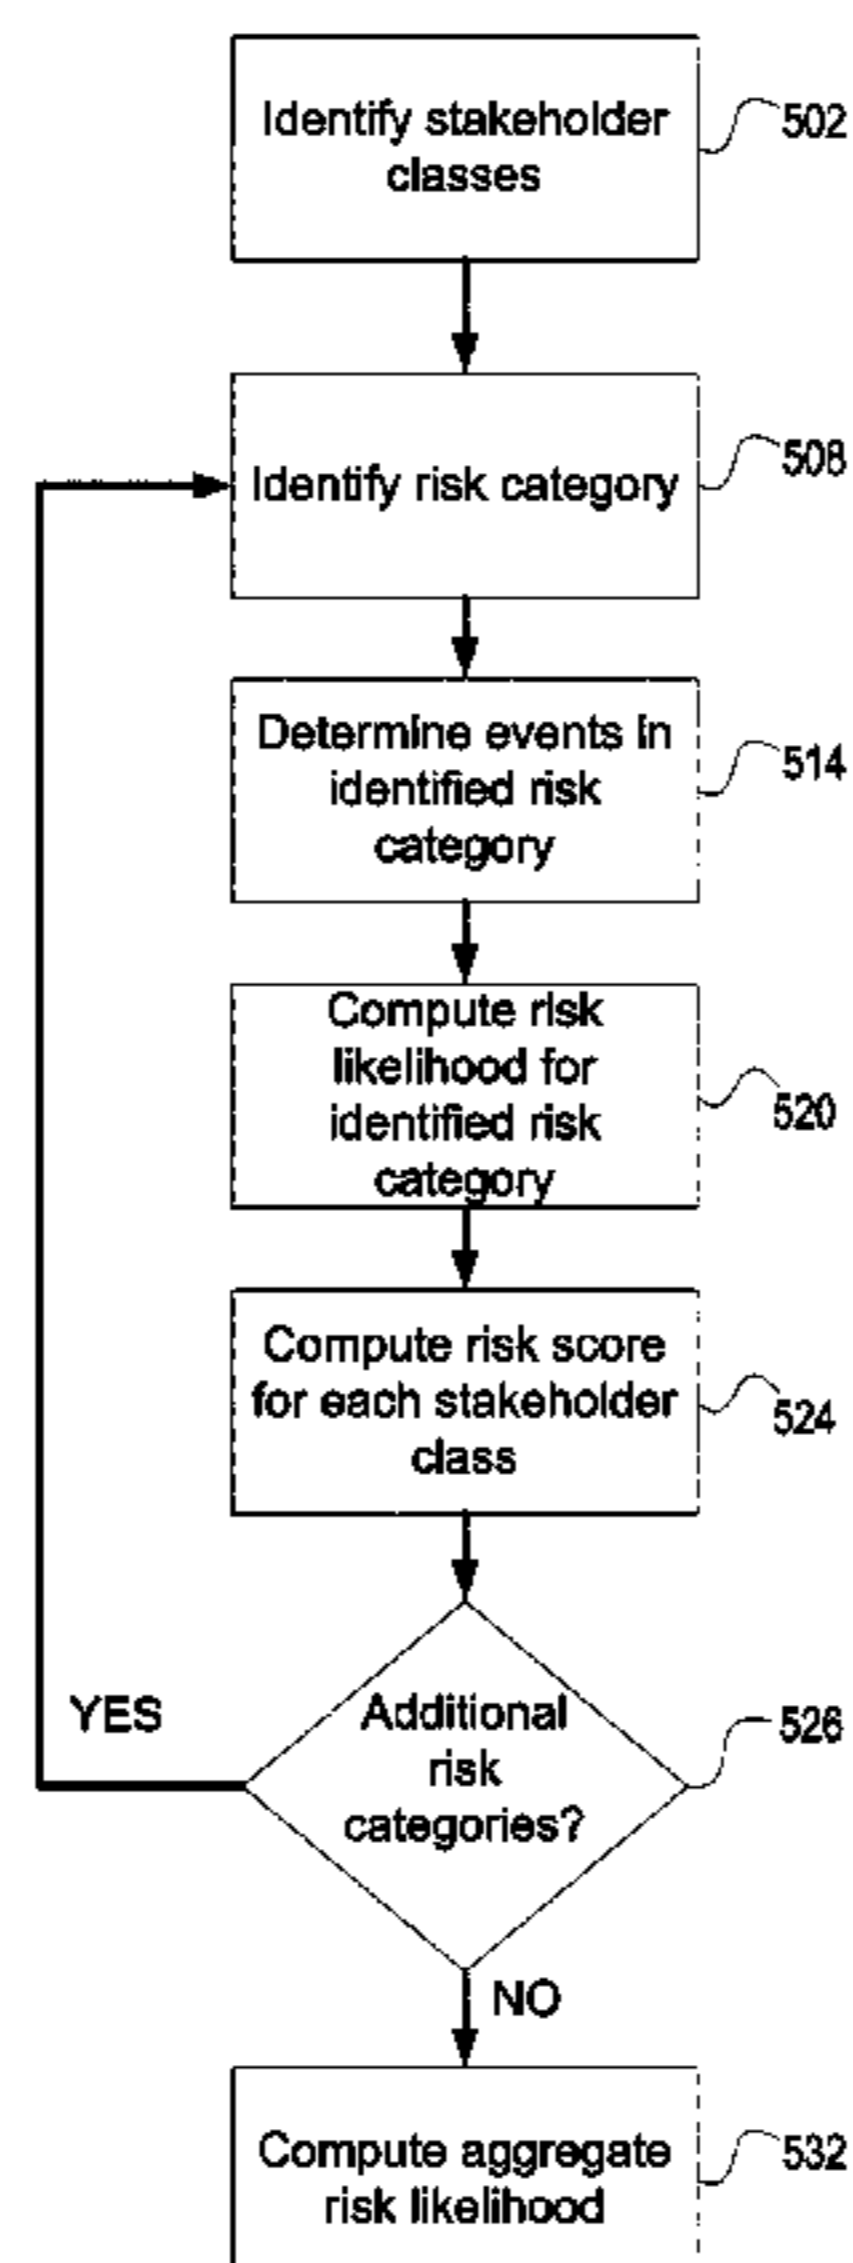 Identify stakeholder
classes
502
Identify risk category
508
Determine events in
identified risk
category
514
Compute risk
likelihood for
identified risk
category
520
Compute risk score
for each stakeholder
class
524
Additional
risk
categories?
526
YES
NO
Compute aggregate
risk likelihood
532